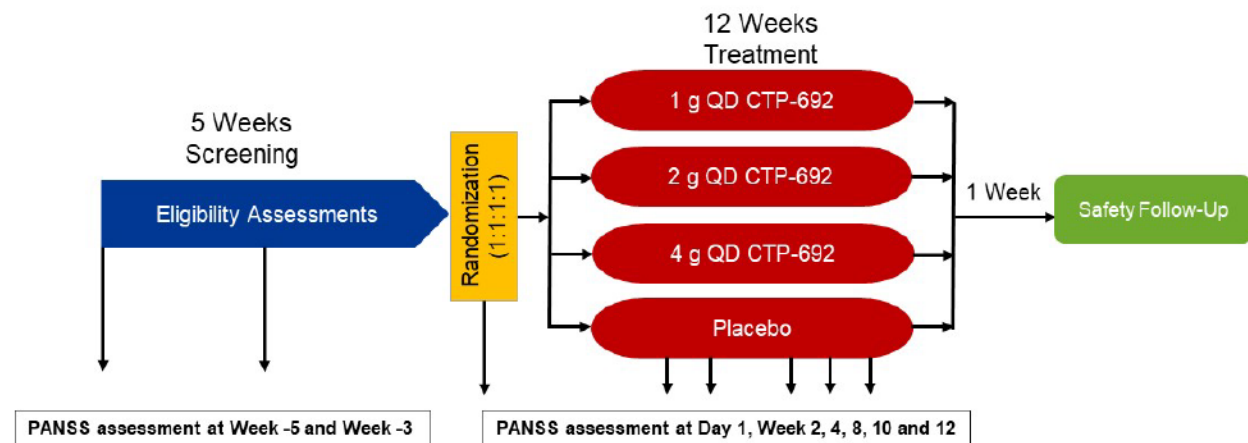 12 Weeks
Treatment
5 Weeks
Screening
Eligibility Assessments
Randomization
(1:1:1:1)
1 g QD CTP-692
2 g QD CTP-692
4 g QD CTP-692
Placebo
1 Week
Safety Follow-Up
PANSS assessment at Week -5 and Week -3
PANSS assessment at Day 1, Week 2, 4, 8, 10 and 12